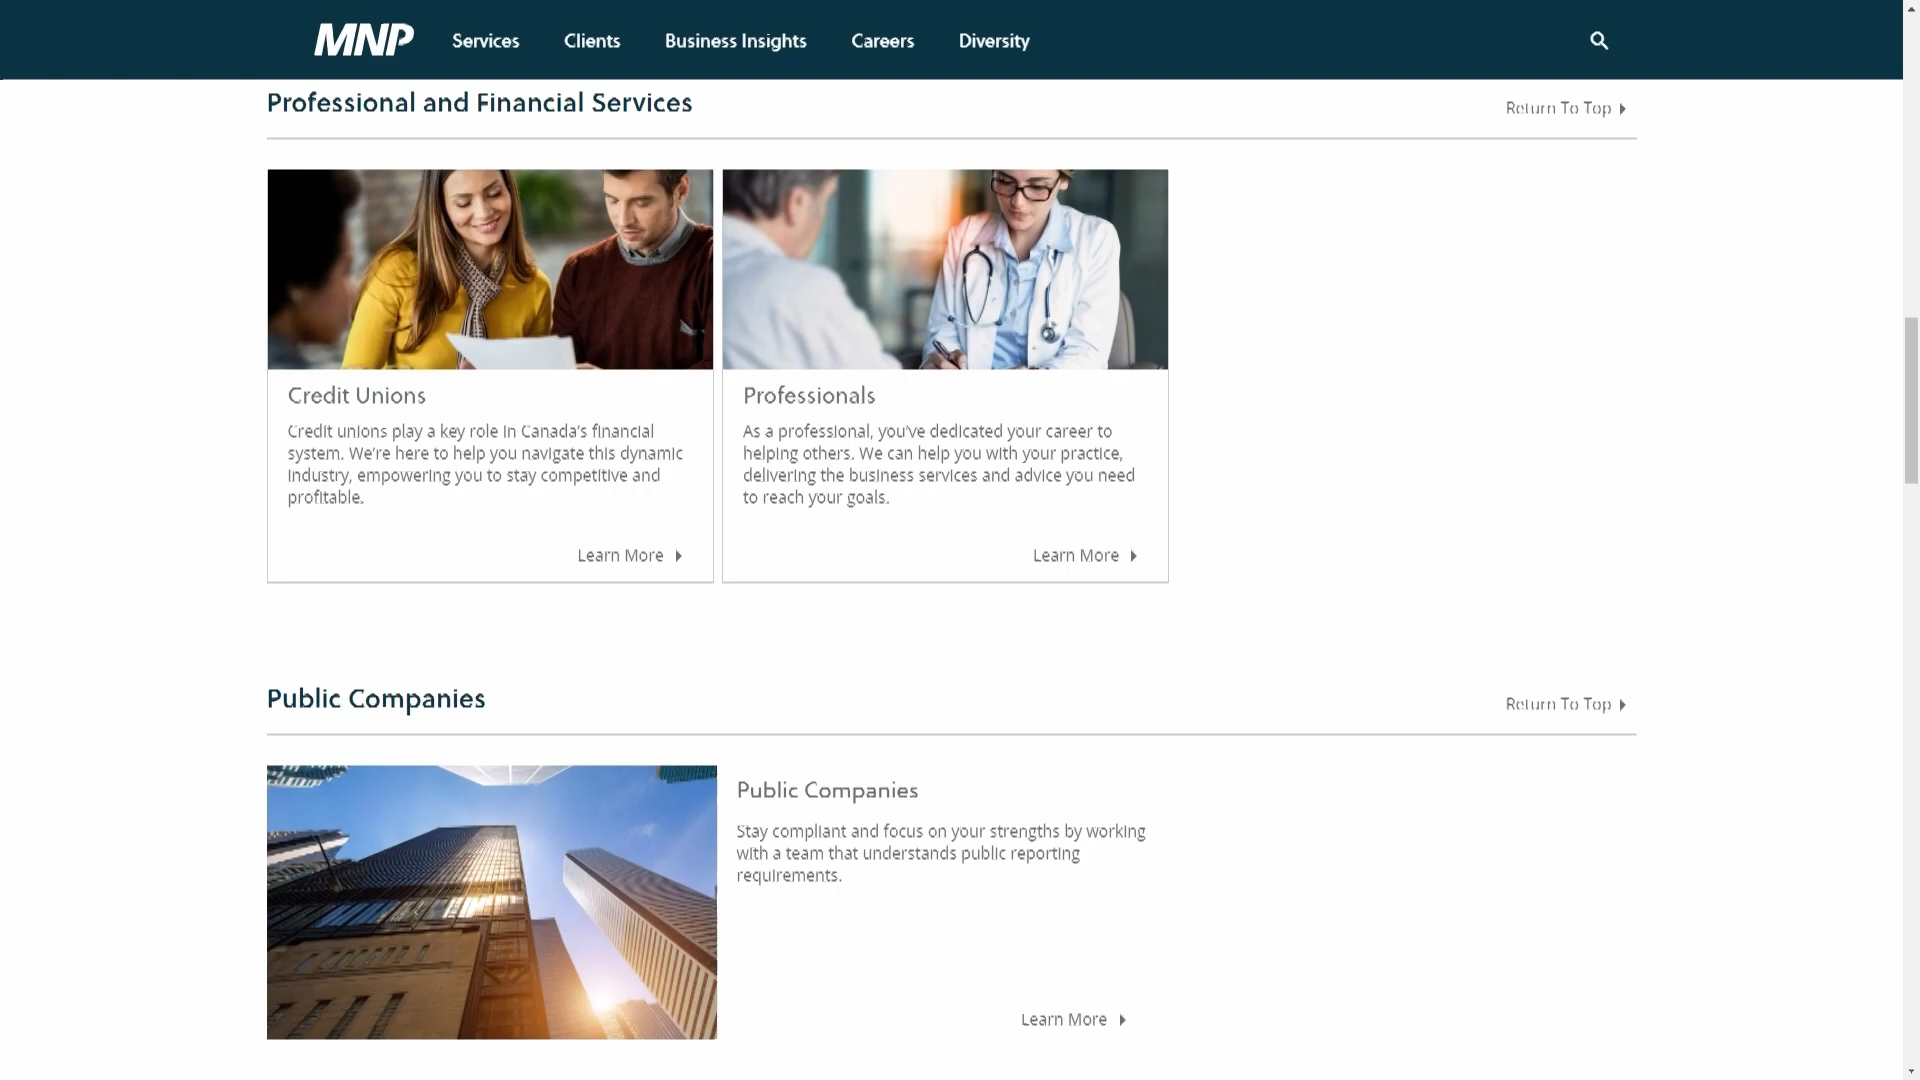 MNP
Services
Clients
Business Insights
Careers
Diversity
Professional and Financial Services
Return To Top
Credit Unions
Credit unions play a key role in Canada's financial
system. We're here to help you navigate this dynamic
industry, empowering you to stay competitive and
profitable.
Learn More
Professionals
As a professional, you've dedicated your career to
helping others. We can help you with your practice,
delivering the business services and advice you need
to reach your goals.
Learn More
Public Companies
Return To Top
Public Companies
Stay compliant and focus on your strengths by working
with a team that understands public reporting
requirements.
Learn More